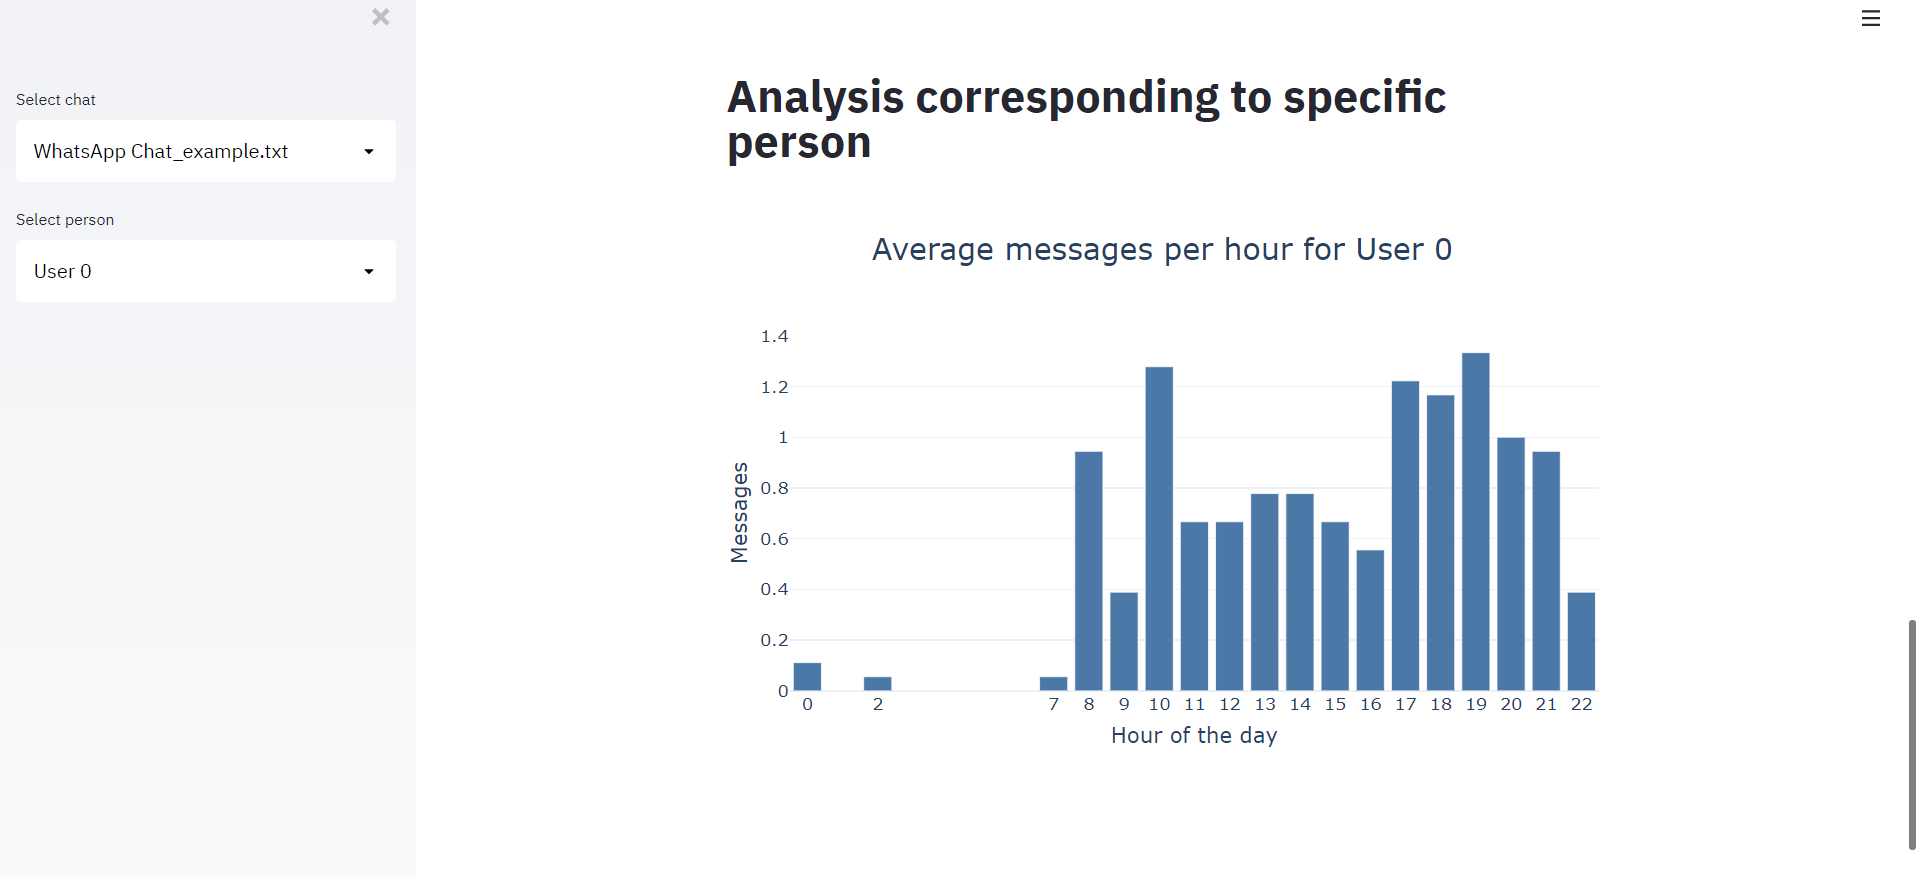 Select chat
WhatsApp Chat_example.txt
Select person
User 0
Analysis corresponding to specific
person
Average messages per hour for User 0
1.4
1.2
1
0.8
0.6
0.4
0.2
0
Messages
0 2 7 8 9 10 11 12 13 14 15 16 17 18 19 20 21 22
Hour of the day